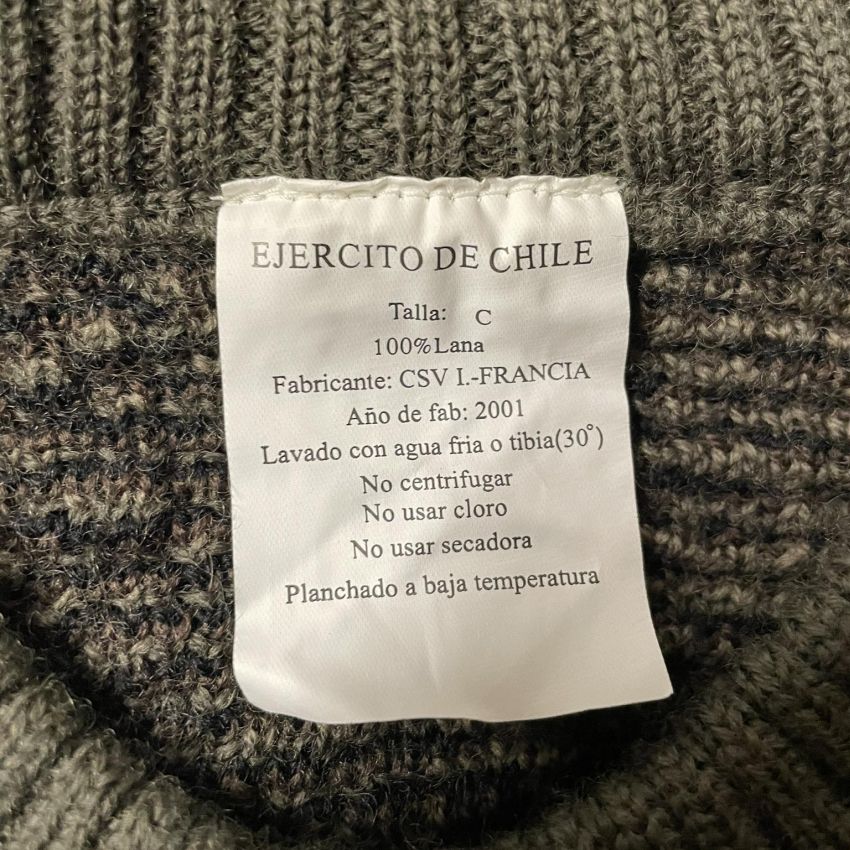 EJERCITO DE CHILE
Talla: C
100%Lana
Fabricante: CSV I.-FRANCIA
Año de fab: 2001
Lavado con agua fria o tibia(30°)
No centrifugar
No usar cloro
No usar secadora
Planchado a baja temperatura